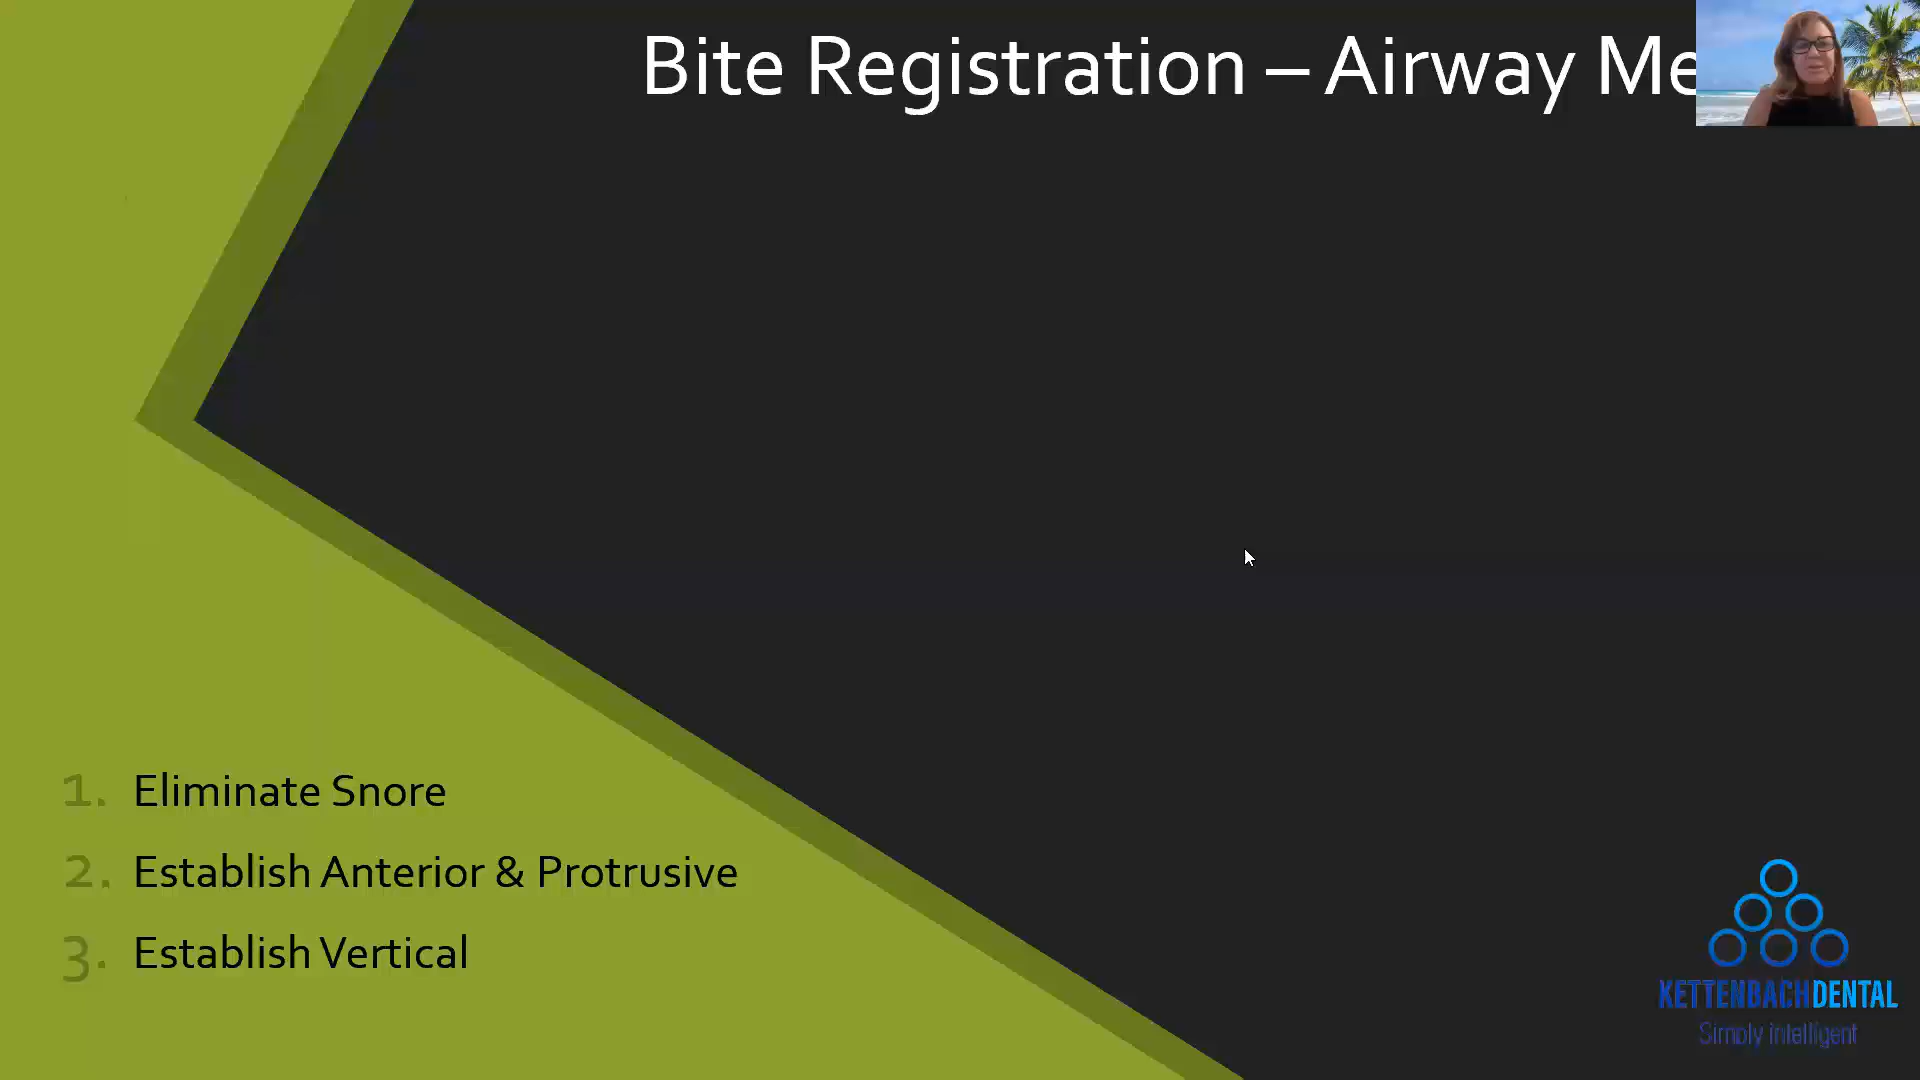 Bite Registration – Airway Me
1. Eliminate Snore
2. Establish Anterior & Protrusive
3. Establish Vertical
KETTENBACHDENTAL
Simply intelligent